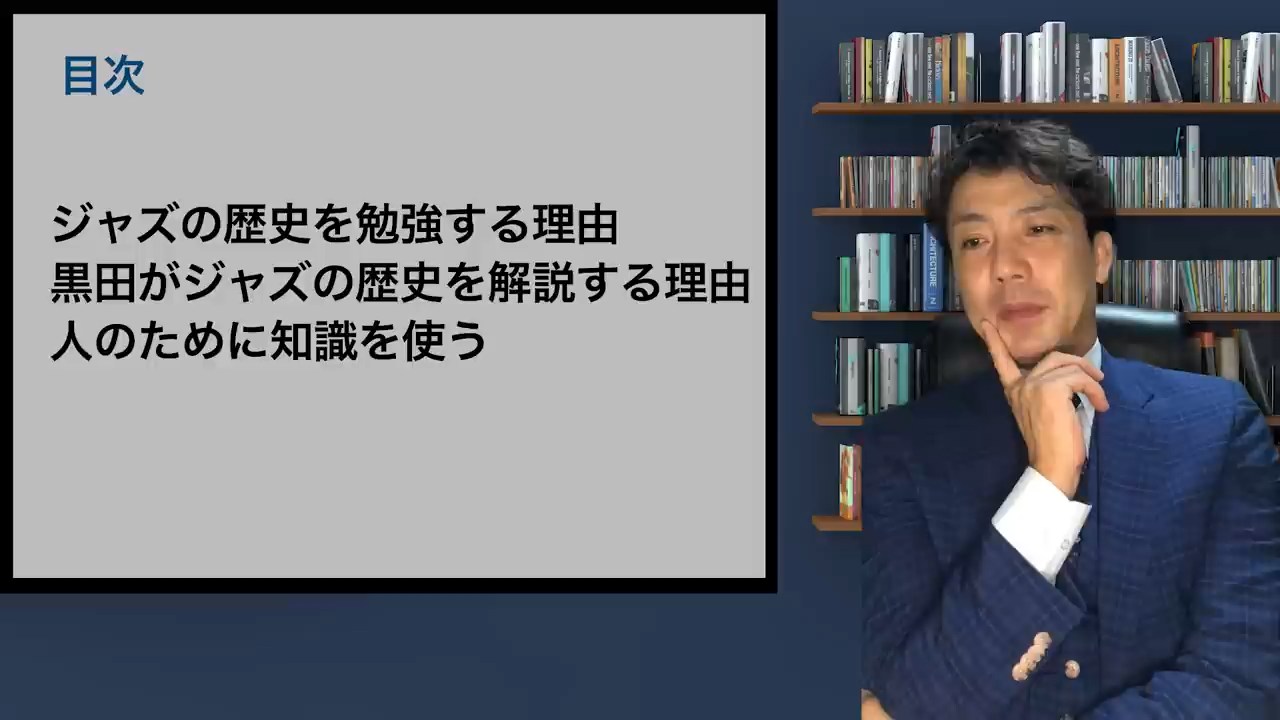 目次
ジャズの歴史を勉強する理由
黒田がジャズの歴史を解説する理由
人のために知識を使う
ARCHITECTURE